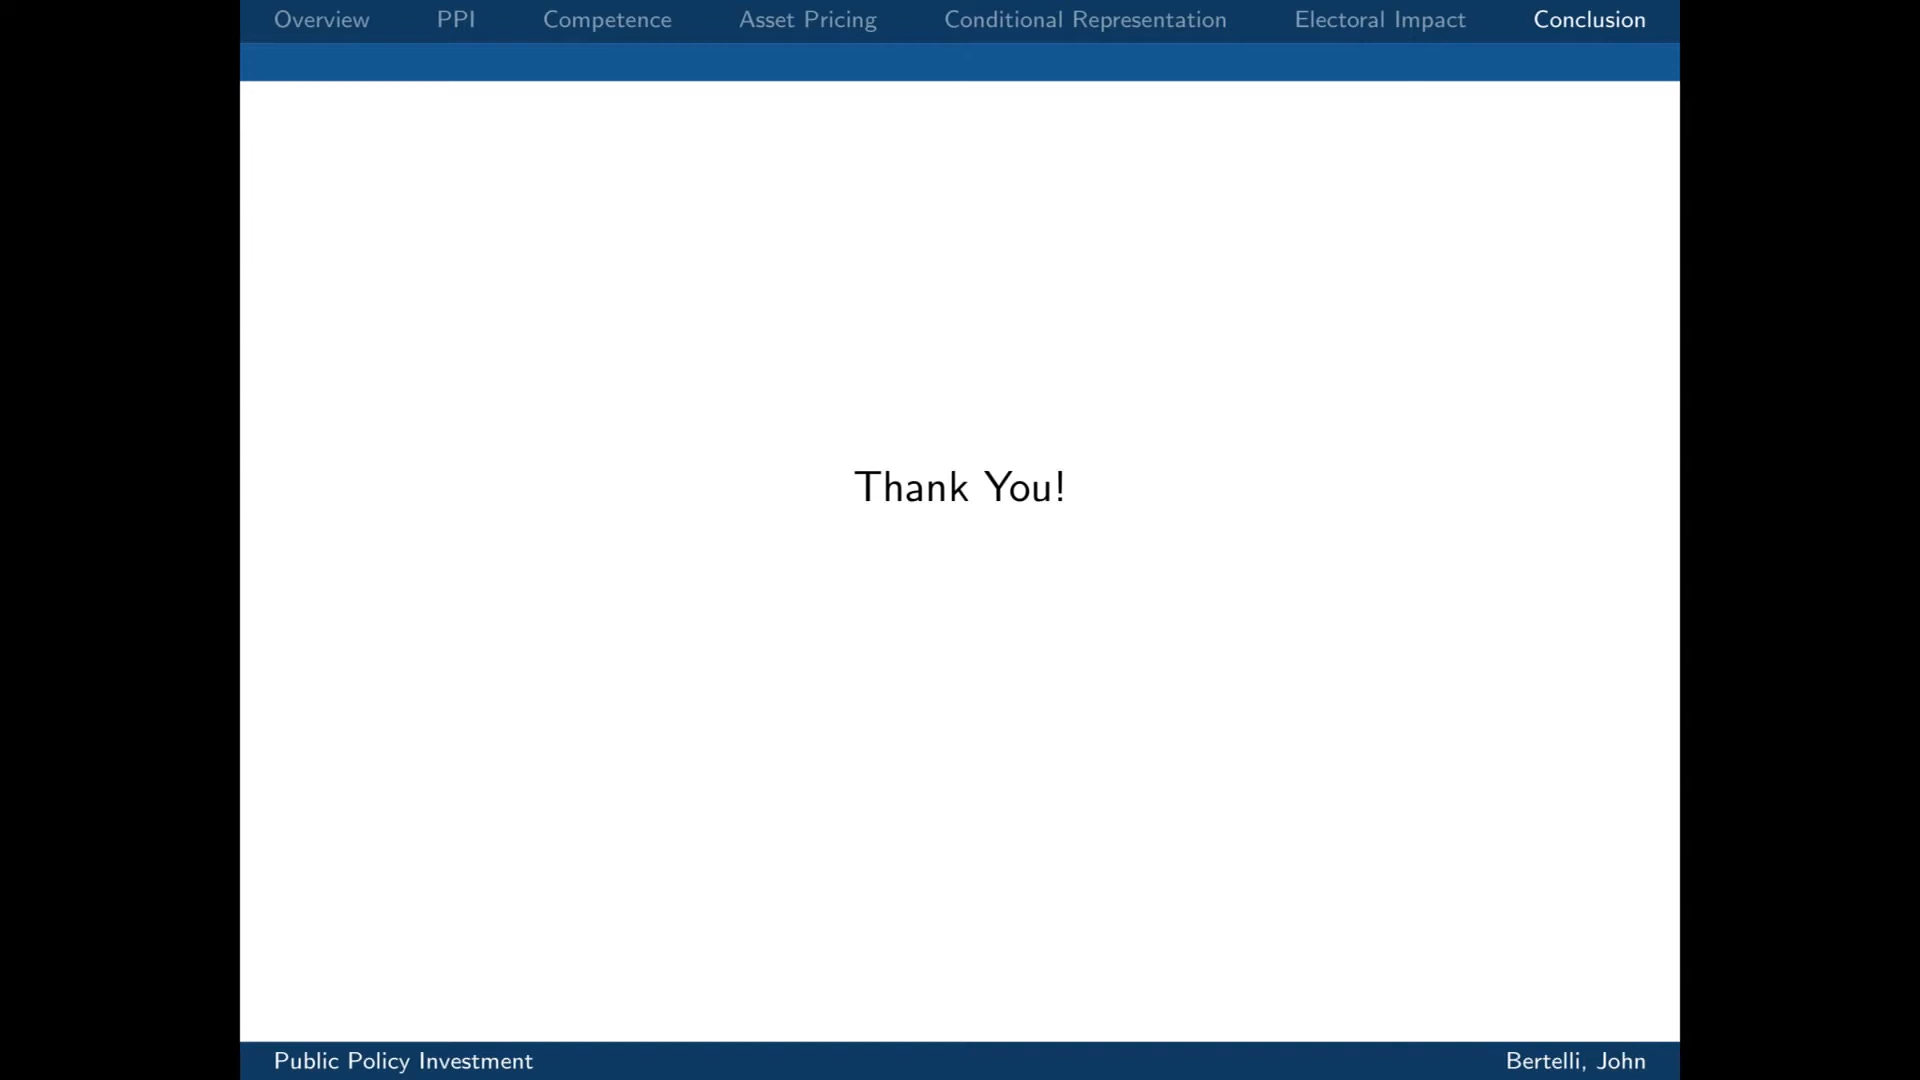 Overview PPI Competence Asset Pricing Conditional Representation Electoral Impact Conclusion
Thank You!
Public Policy Investment Bertelli, John